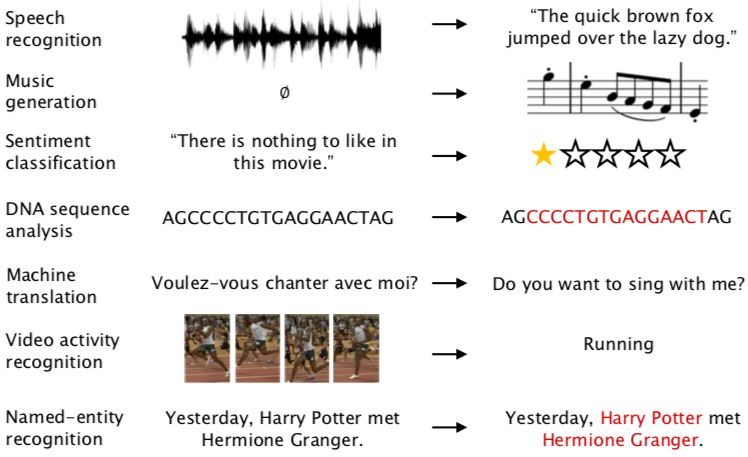 Speech
recognition
“The quick brown fox
jumped over the lazy dog.”
Music
generation
∅
Sentiment
classification
“There is nothing to like in
this movie.”
DNA sequence
analysis
AGCCCCTGTGAGGAACTAG
AGCCCCTGTGAGGAACTAG
Machine
translation
Voulez-vous chanter avec moi?
Do you want to sing with me?
Video activity
recognition
Running
Named-entity
recognition
Yesterday, Harry Potter met
Hermione Granger.
Yesterday, Harry Potter met
Hermione Granger.